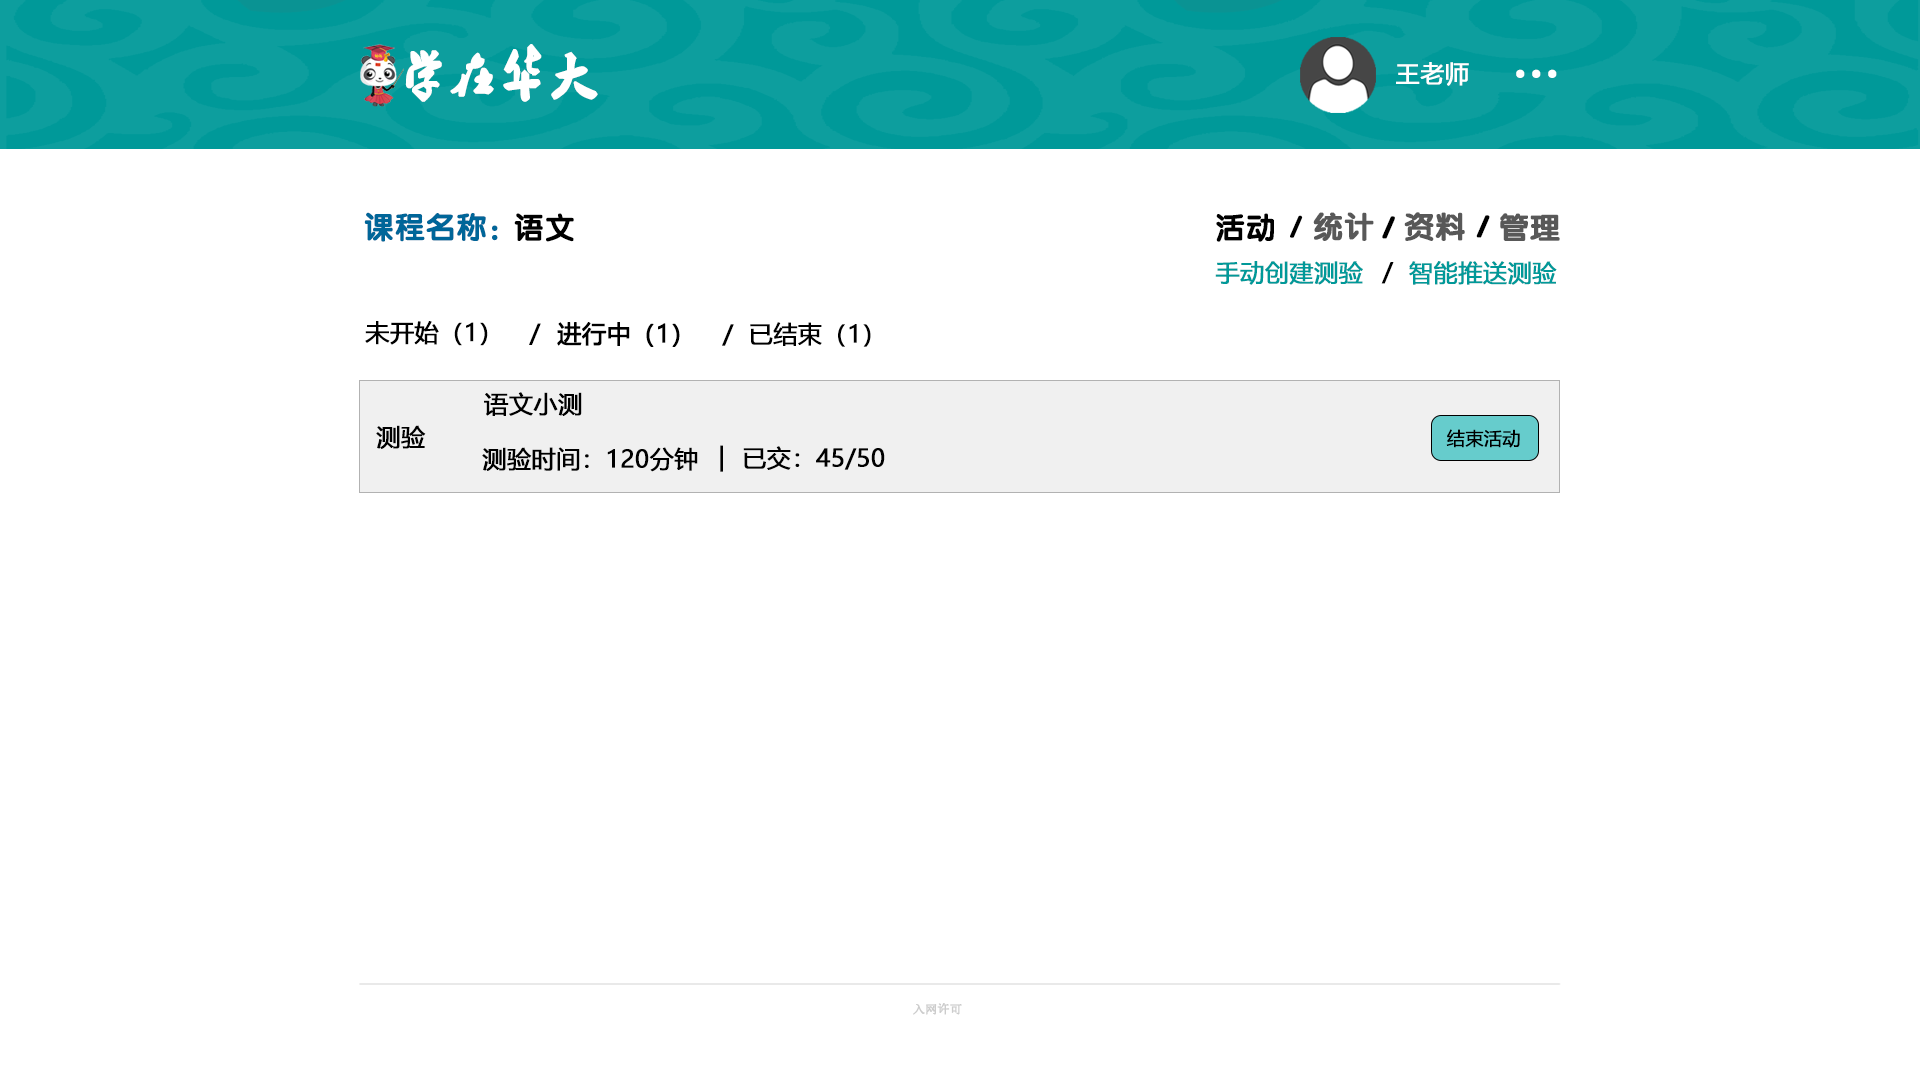 学在华大
王老师
课程名称：语文
活动 / 统计 / 资料 / 管理
手动创建测验 / 智能推送测验
未开始（1） / 进行中（1） / 已结束（1）
测验
语文小测
测验时间：120分钟 | 已交：45/50
结束活动
入网许可